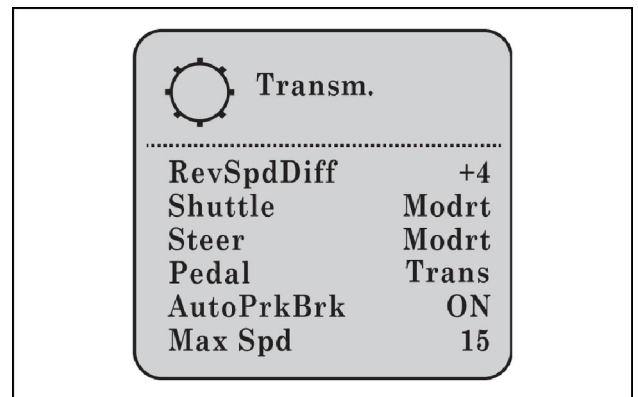 Transm.
RevSpdDiff +4
Shuttle Modrt
Steer Modrt
Pedal Trans
AutoPrkBrk ON
Max Spd 15